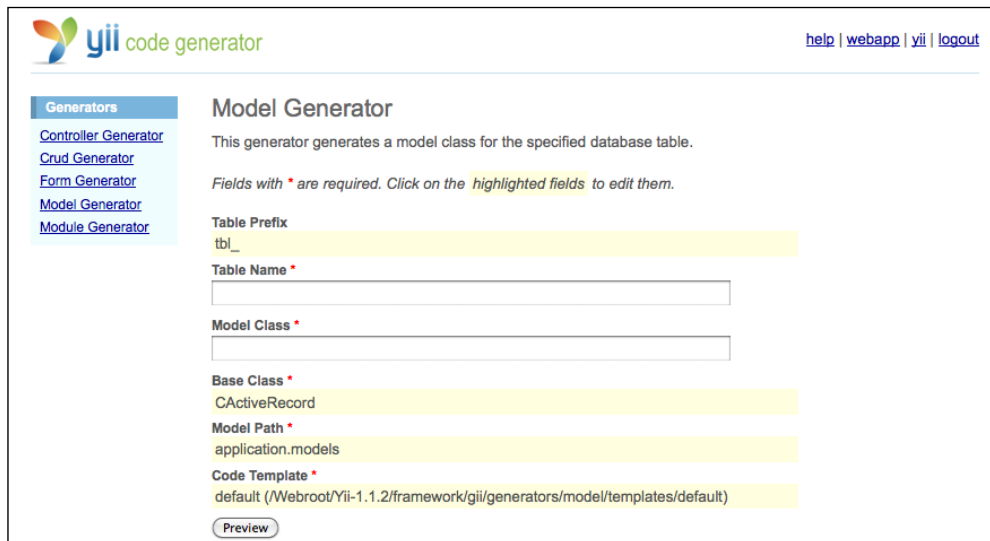 yii code generator
help | webapp | yii | logout
Generators
Controller Generator
Crud Generator
Form Generator
Model Generator
Module Generator
Model Generator
This generator generates a model class for the specified database table.
Fields with * are required. Click on the highlighted fields to edit them.
Table Prefix
tbl_
Table Name *
Model Class *
Base Class *
CActiveRecord
Model Path *
application.models
Code Template *
default (/Webroot/Yii-1.1.2/framework/gii/generators/model/templates/default)
Preview